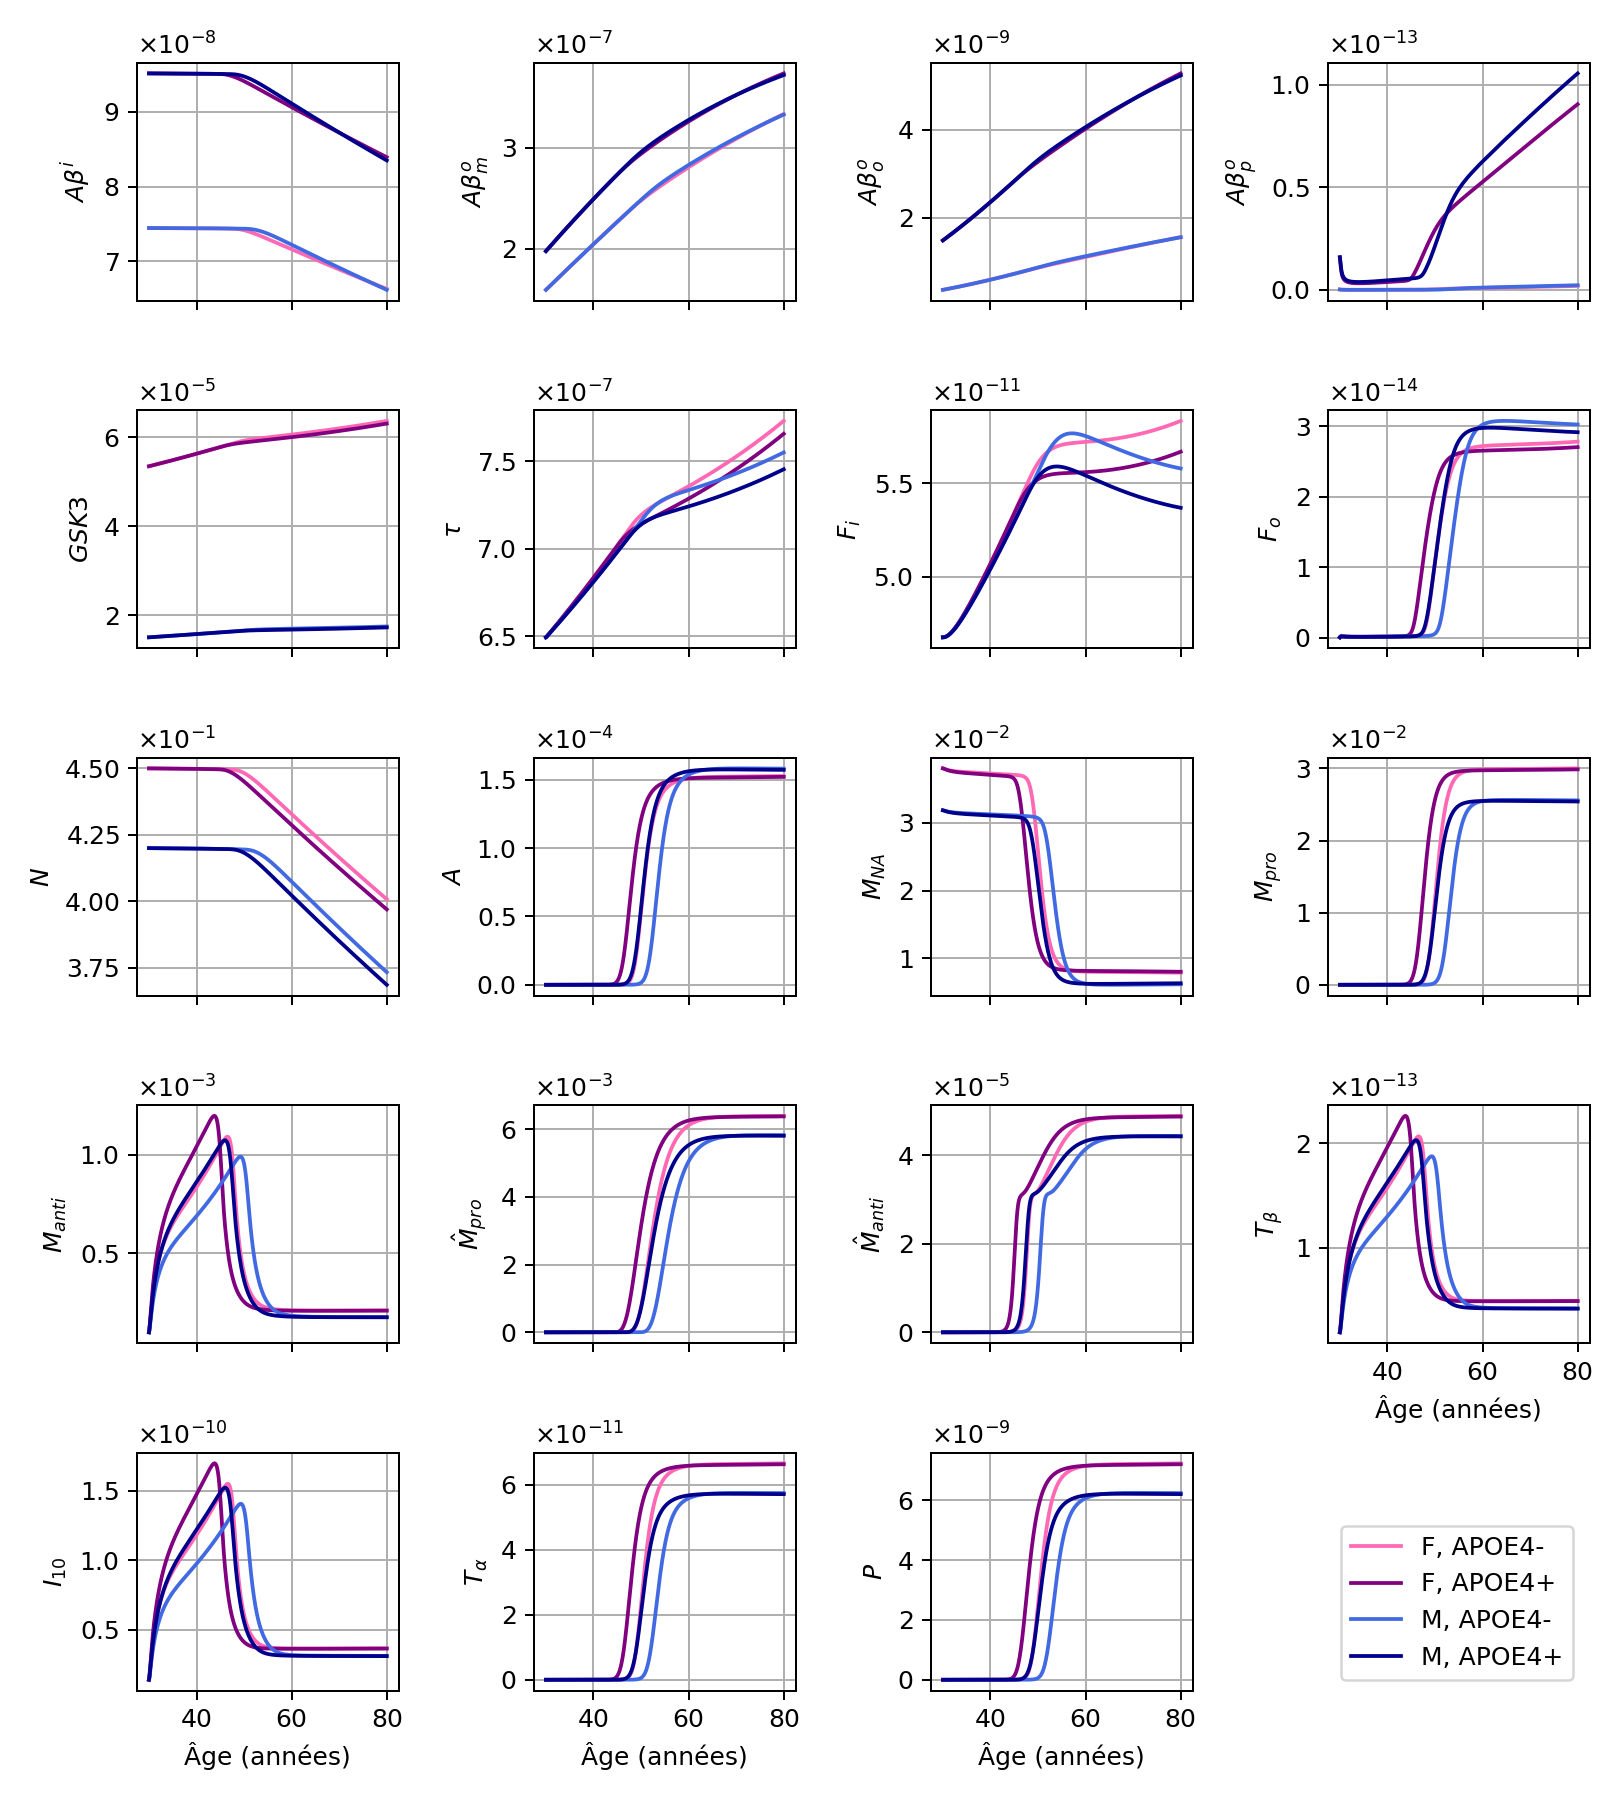 ×10⁻⁸ ×10⁻⁷ ×10⁻⁹ ×10⁻¹³
Aβⁱ 9 8 7
Aβₘᵒ 3 2
Aβₒᵒ 4 2
Aβₚᵒ 1.0 0.5 0.0
×10⁻⁵ ×10⁻⁷ ×10⁻¹¹ ×10⁻¹⁴
GSK3 6 4 2
τ 7.5 7.0 6.5
Fᵢ 5.5 5.0
Fₒ 3 2 1 0
×10⁻¹ ×10⁻⁴ ×10⁻² ×10⁻²
N 4.50 4.25 4.00 3.75
A 1.5 1.0 0.5 0.0
M_NA 3 2 1
M_pro 3 2 1 0
×10⁻³ ×10⁻³ ×10⁻⁵ ×10⁻¹³
M_anti 1.0 0.5
M̂_pro 6 4 2 0
M̂_anti 4 2 0
T_β 2 1
40 60 80
Âge (années)
×10⁻¹⁰ ×10⁻¹¹ ×10⁻⁹
I₁₀ 1.5 1.0 0.5
T_α 6 4 2 0
P 6 4 2 0
40 60 80 40 60 80 40 60 80
Âge (années) Âge (années) Âge (années)
F, APOE4-
F, APOE4+
M, APOE4-
M, APOE4+